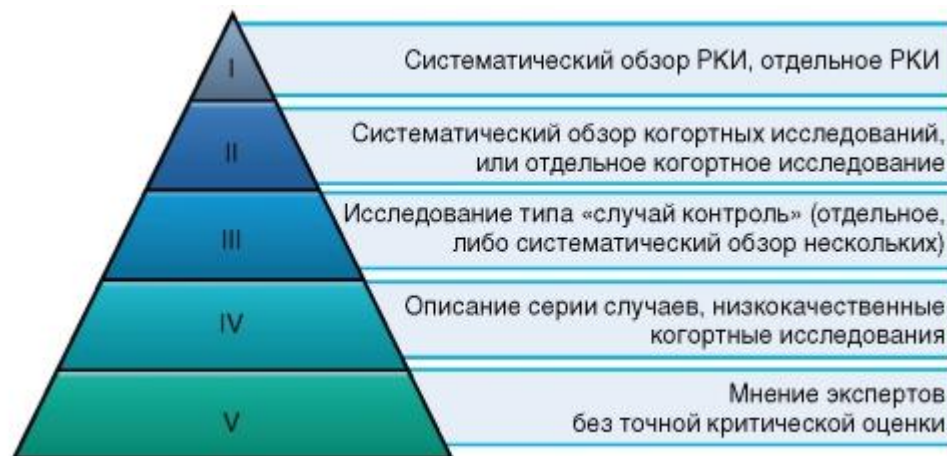 I
Систематический обзор РКИ, отдельное РКИ
II
Систематический обзор когортных исследований,
или отдельное когортное исследование
III
Исследование типа «случай контроль» (отдельное,
либо систематический обзор нескольких)
IV
Описание серии случаев, низкокачественные
когортные исследования
V
Мнение экспертов
без точной критической оценки